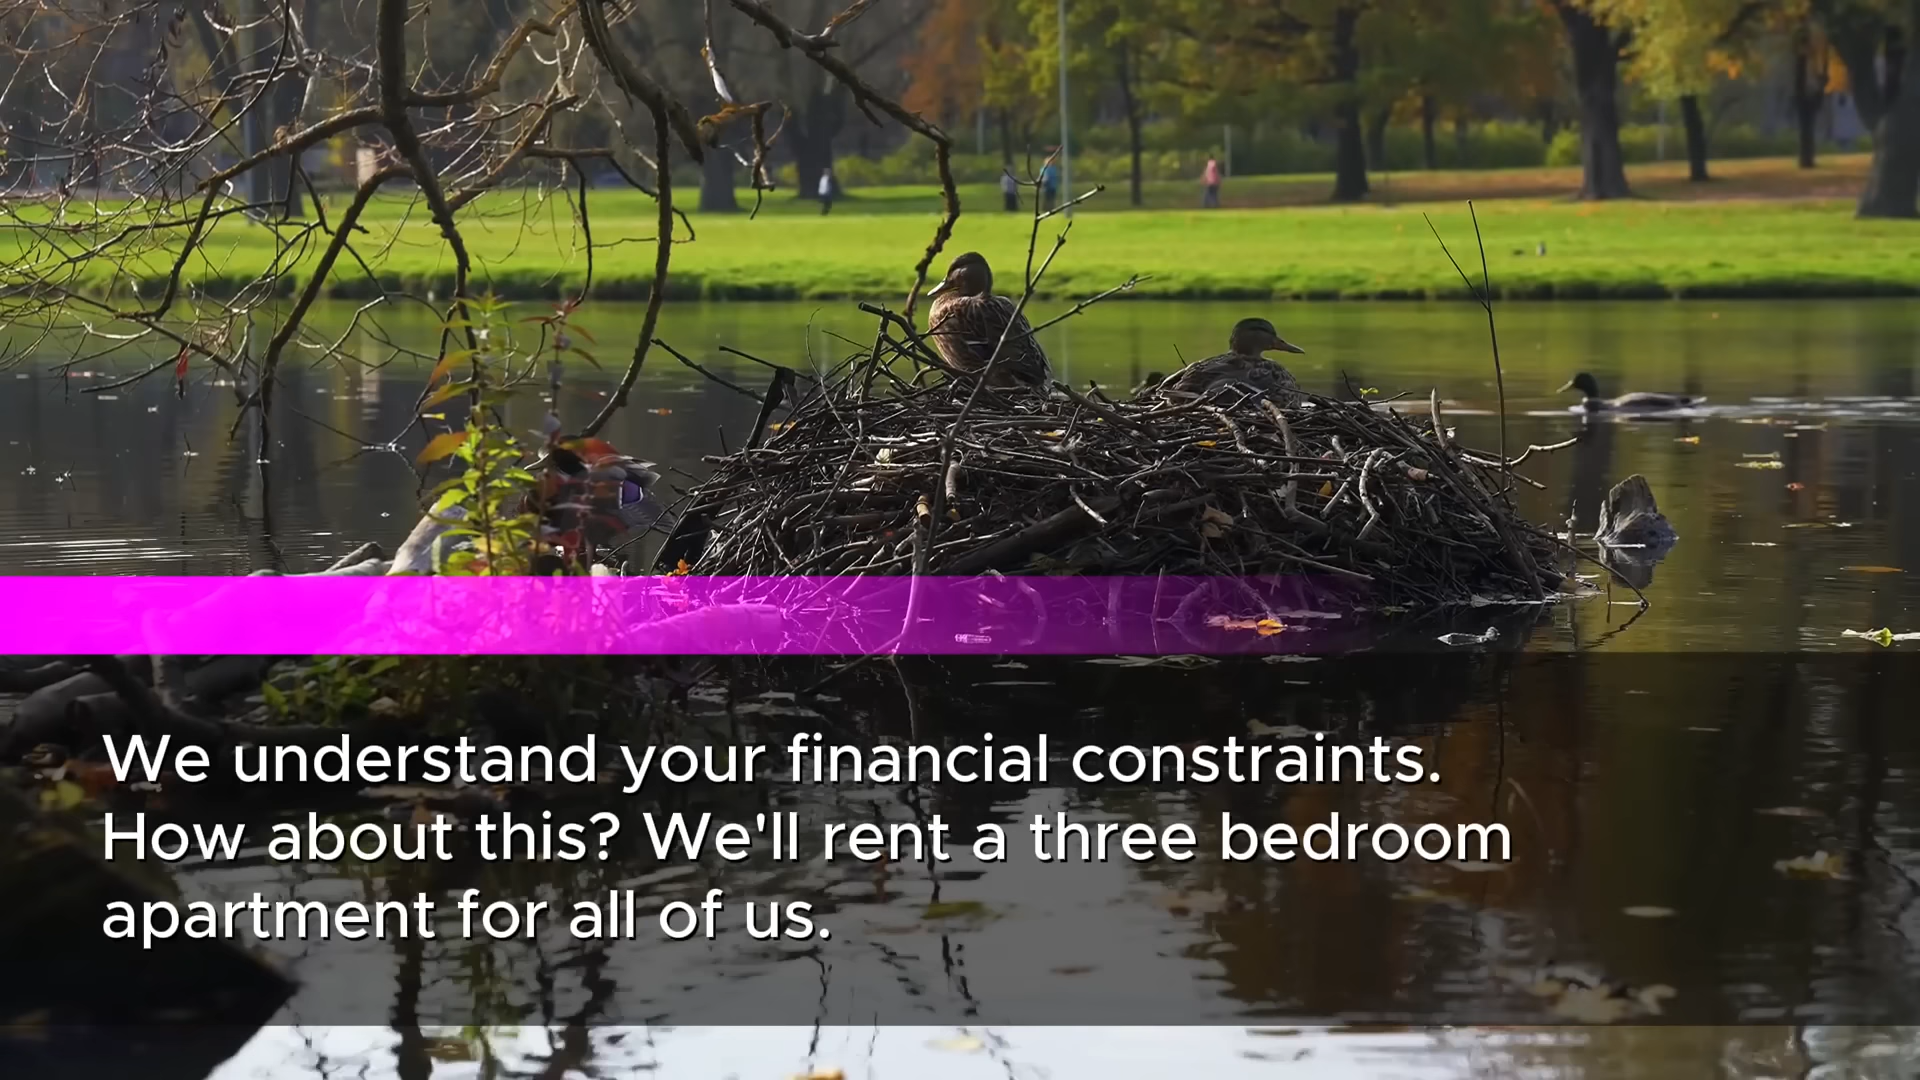 We understand your financial constraints.
How about this? We'll rent a three bedroom
apartment for all of us.